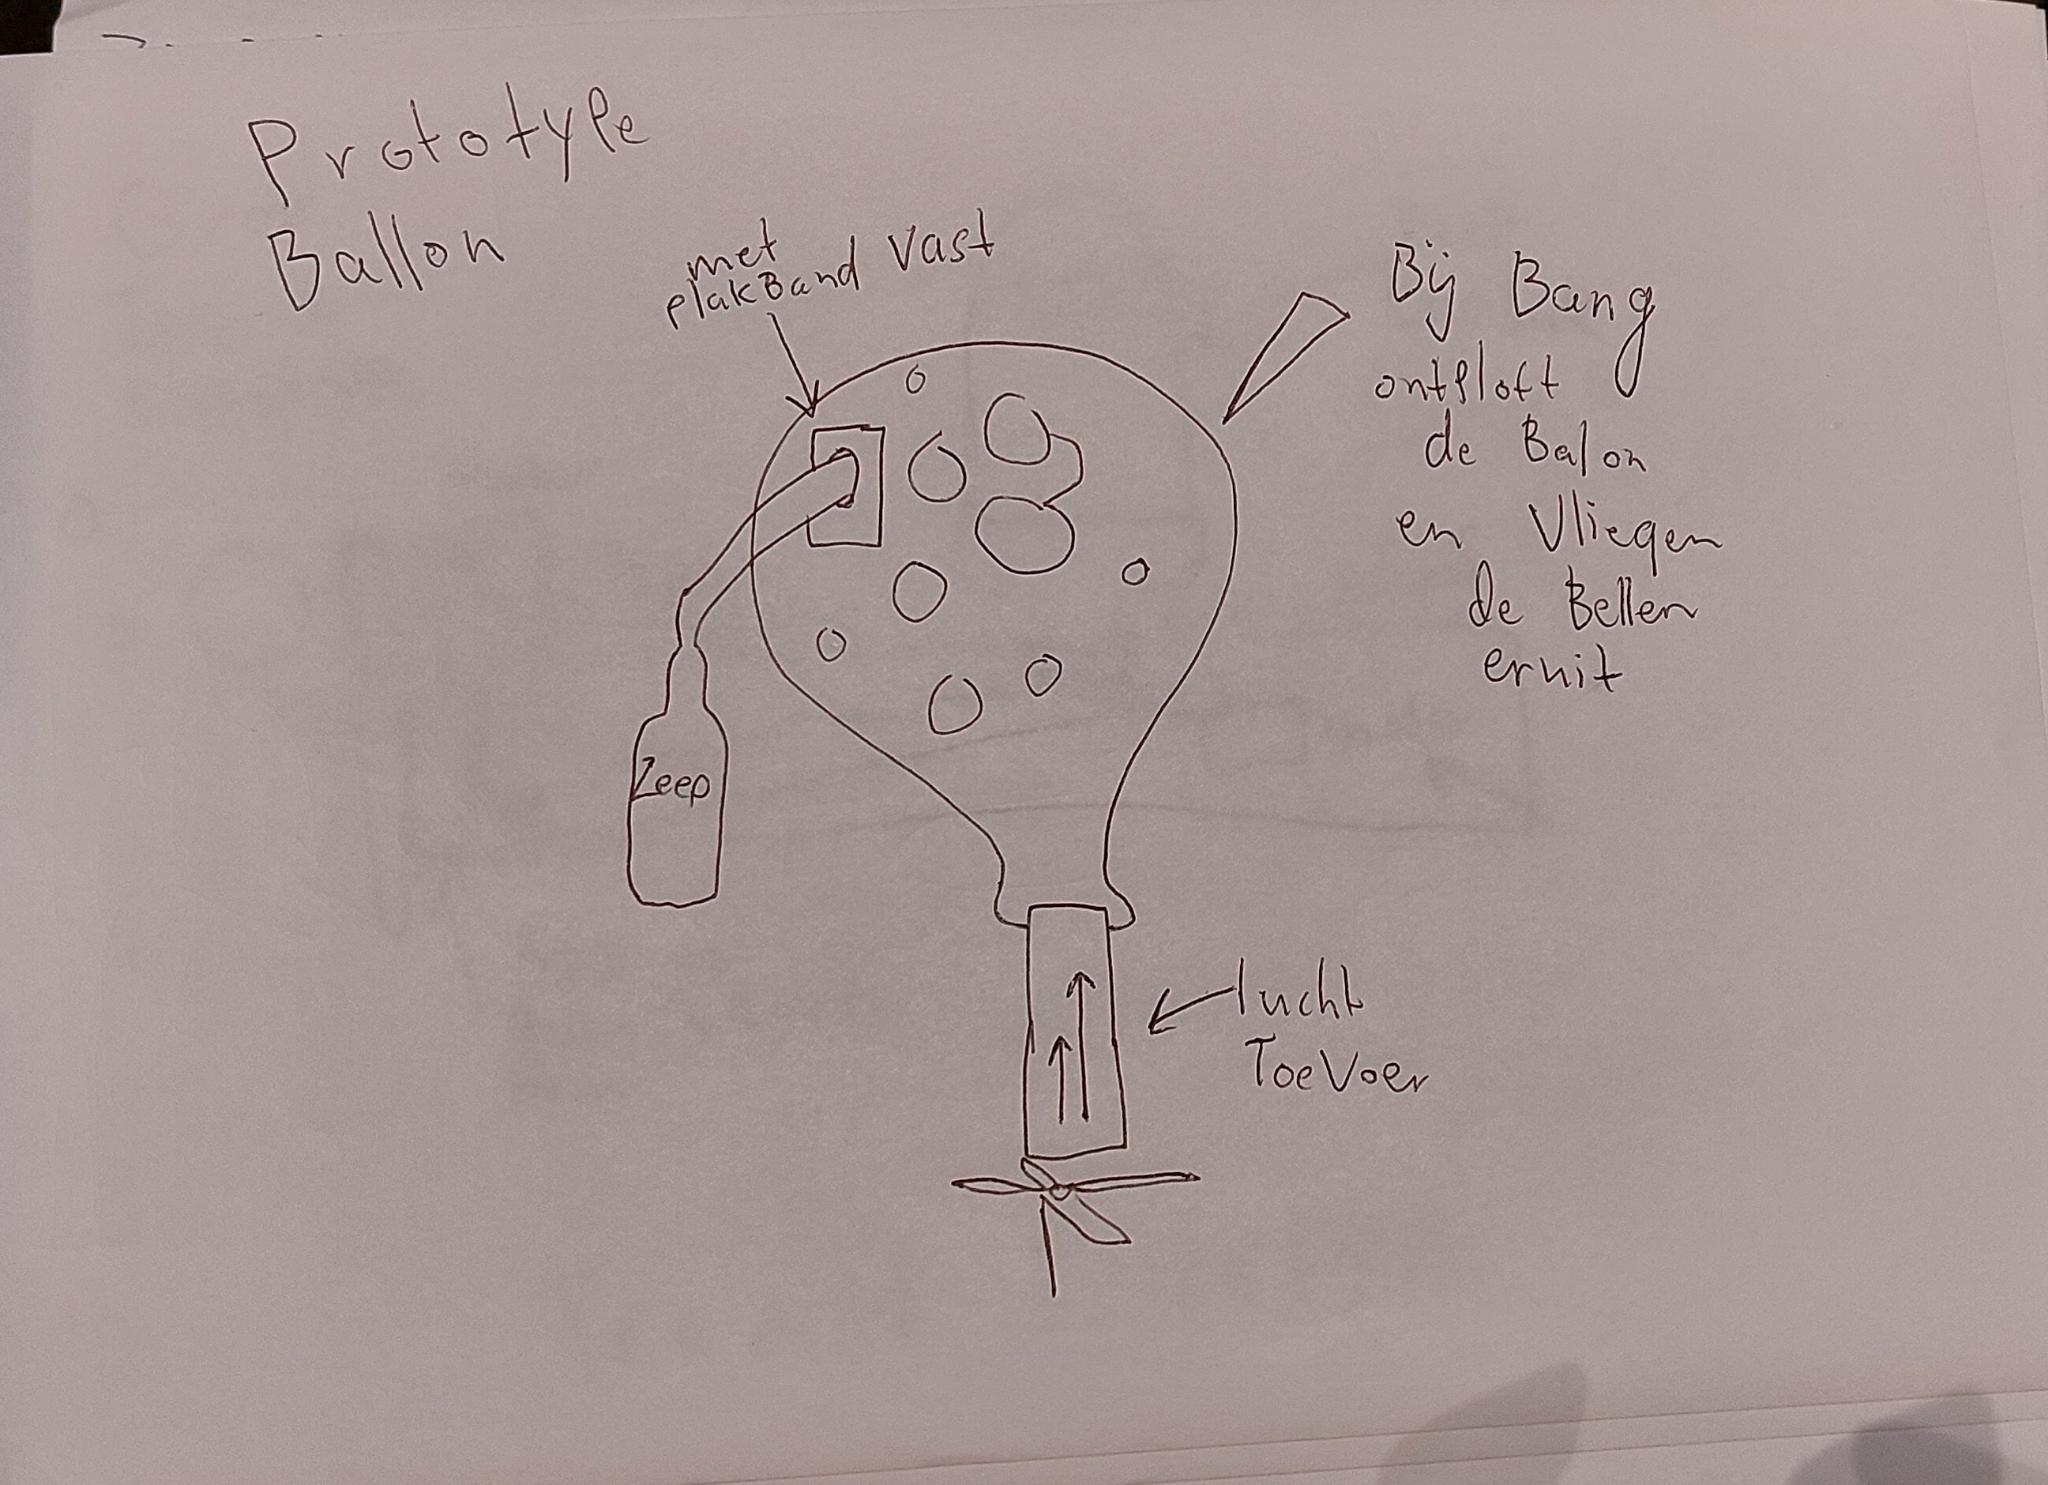 Prototype
Ballon
met
plakBand vast
Bij Bang
ontploft
de Balon
en Vliegen
de Bellen
eruit
Zeep
lucht
ToeVoer